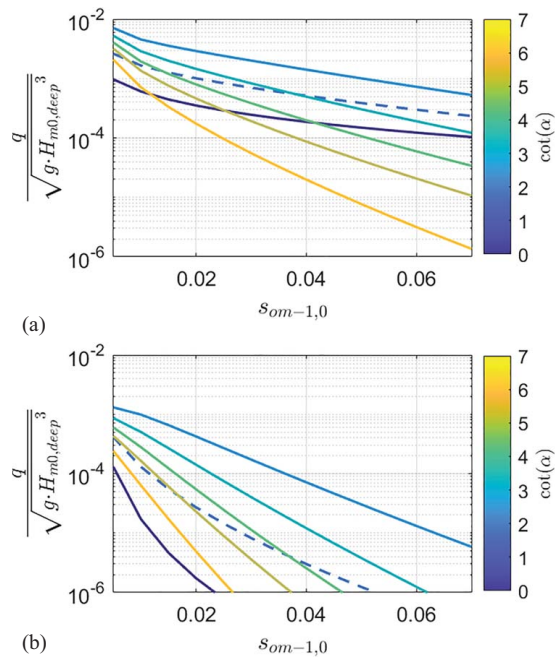 10^-2
10^-4
10^-6
q
√g·H_m0,deep^3
0.02
0.04
0.06
s_om−1,0
7
6
5
4
3
2
1
0
cot(α)
(a)
10^-2
10^-4
10^-6
q
√g·H_m0,deep^3
0.02
0.04
0.06
s_om−1,0
7
6
5
4
3
2
1
0
cot(α)
(b)